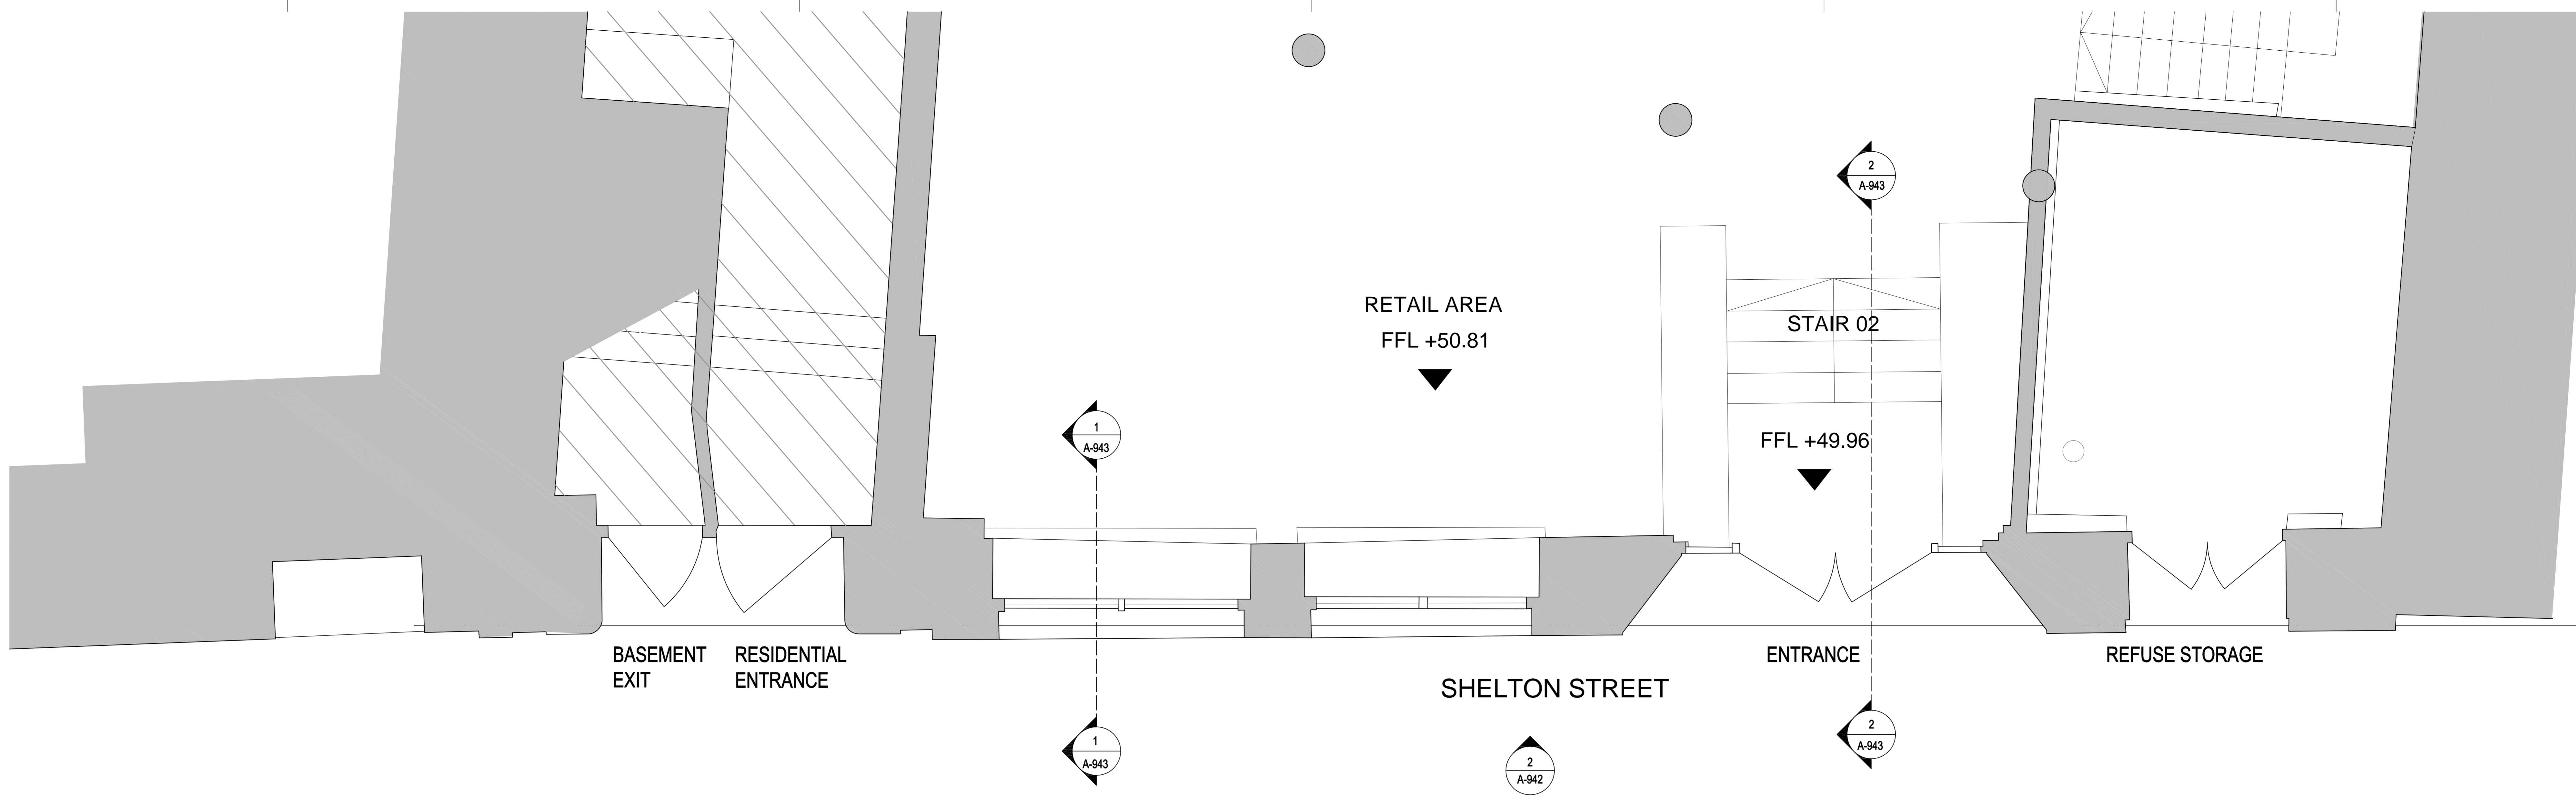 2
A-943
RETAIL AREA
FFL +50.81
STAIR 02
1
A-943
FFL +49.96
BASEMENT
EXIT
RESIDENTIAL
ENTRANCE
ENTRANCE
REFUSE STORAGE
SHELTON STREET
1
A-943
2
A-943
2
A-942